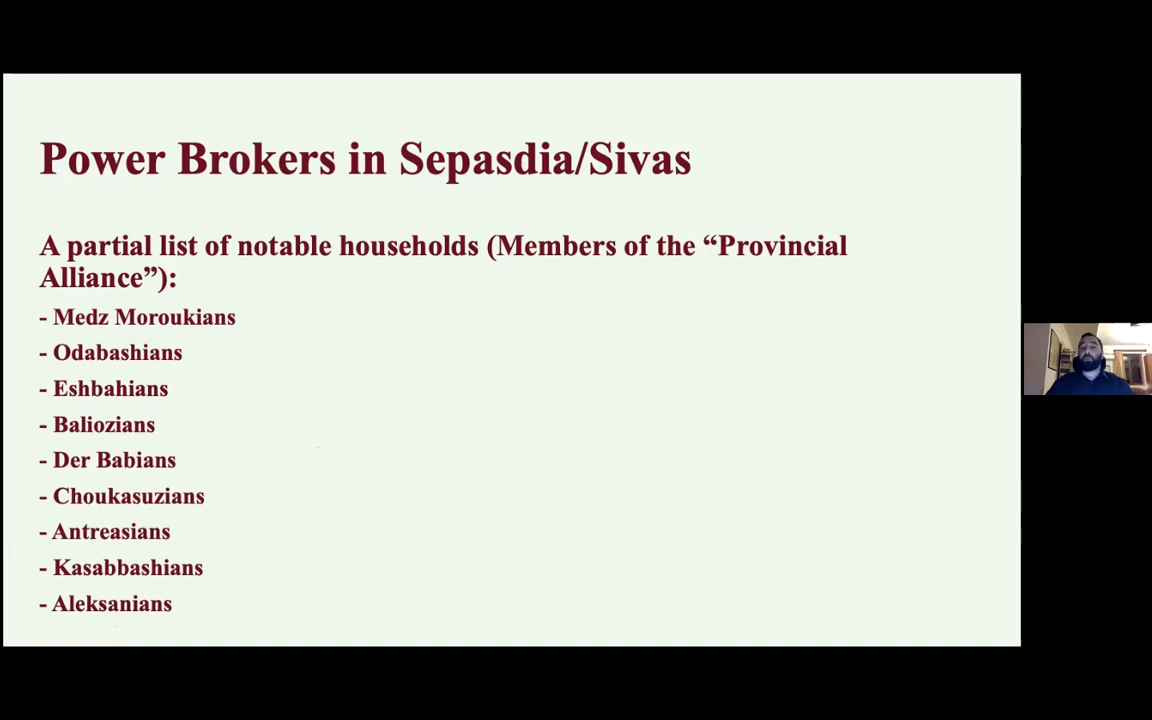 Power Brokers in Sepasdia/Sivas
A partial list of notable households (Members of the “Provincial
Alliance”):
- Medz Moroukians
- Odabashians
- Eshbahians
- Baliozians
- Der Babians
- Choukasuzians
- Antreasians
- Kasabbashians
- Aleksanians